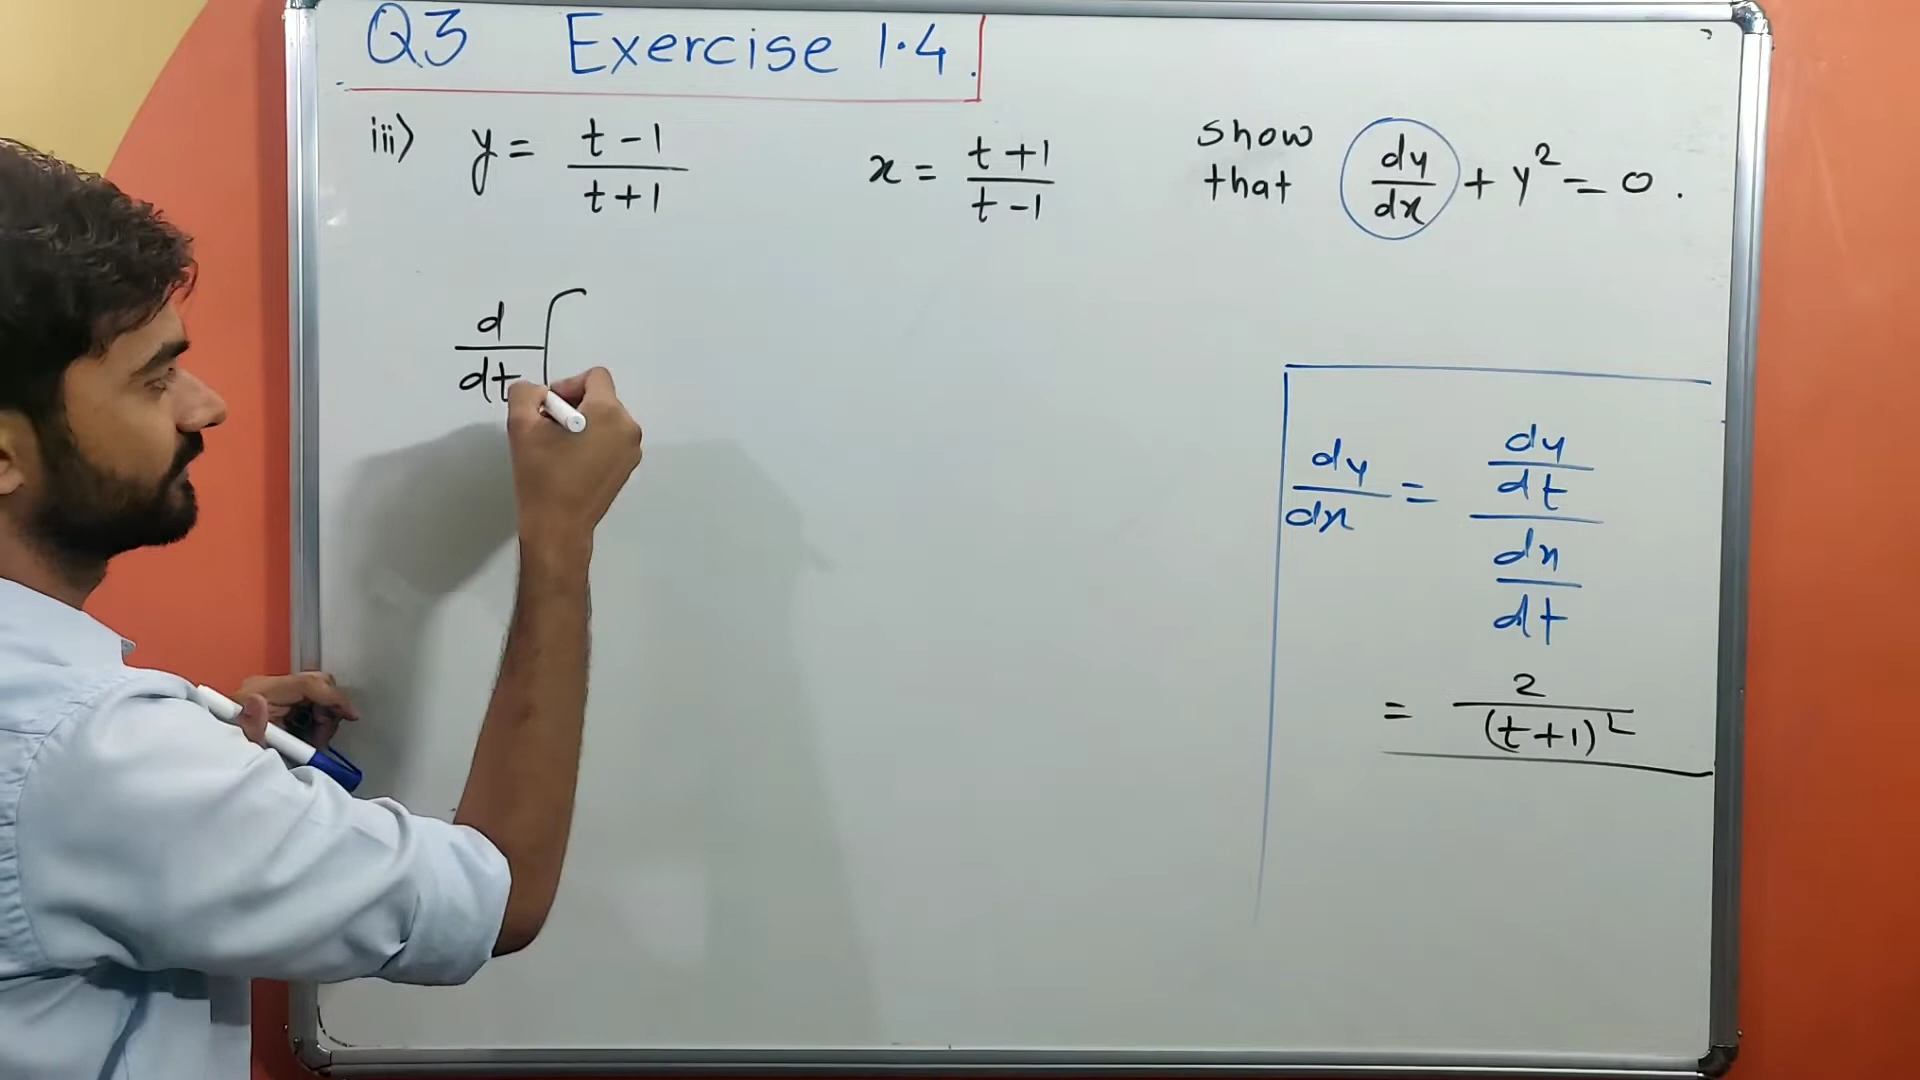 Q3 Exercise 1.4.
iii) y = t-1 / t+1 x = t+1 / t-1 show that dy/dx + y² = 0.
d/dt (
dy/dx = dy/dt / dx/dt
= 2 / (t+1)²